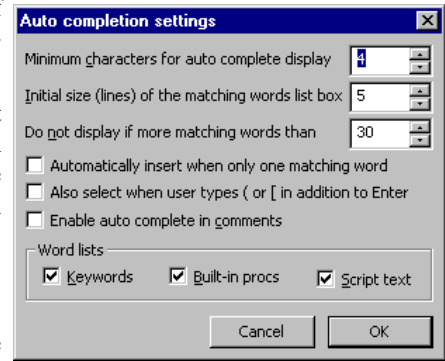 Auto completion settings
Minimum characters for auto complete display 4
Initial size (lines) of the matching words list box 5
Do not display if more matching words than 30
Automatically insert when only one matching word
Also select when user types ( or [ in addition to Enter
Enable auto complete in comments
Word lists
Keywords Built-in procs Script text
Cancel OK